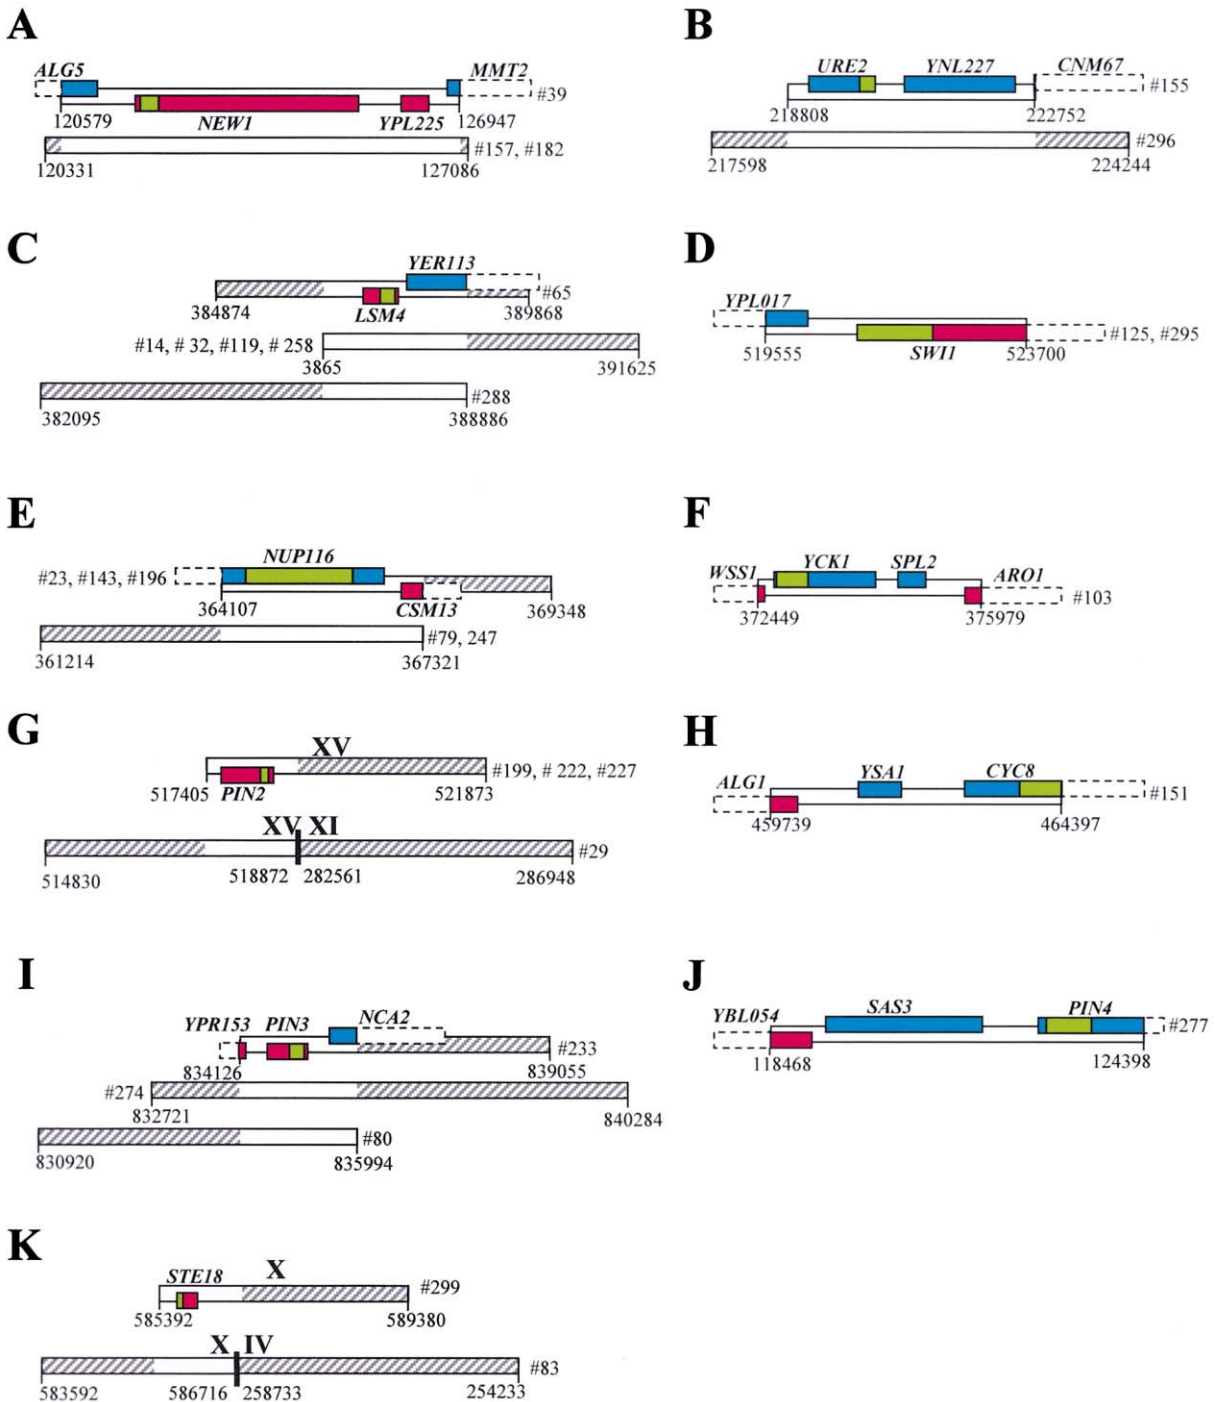 A
ALG5 MMT2
#39
120579 NEW1 YPL225 126947
#157, #182
120331 127086
B
URE2 YNL227 CNM67
#155
218808 222752
#296
217598 224244
C
YER113
#65
384874 LSM4 389868
#14, # 32, #119, # 258
3865 391625
#288
382095 388886
D
YPL017
#125, #295
519555 SWI1 523700
E
NUP116
#23, #143, #196
364107 CSM13 369348
#79, 247
361214 367321
F
YCK1 SPL2
WSS1 ARO1
#103
372449 375979
G
XV
#199, # 222, #227
517405 PIN2 521873
XV XI
#29
514830 518872 282561 286948
H
ALG1 YSA1 CYC8
#151
459739 464397
I
YPR153 PIN3 NCA2
#233
834126 839055
#274
832721 840284
#80
830920 835994
J
YBL054 SAS3 PIN4
#277
118468 124398
K
STE18 X
#299
585392 589380
X IV
#83
583592 586716 258733 254233